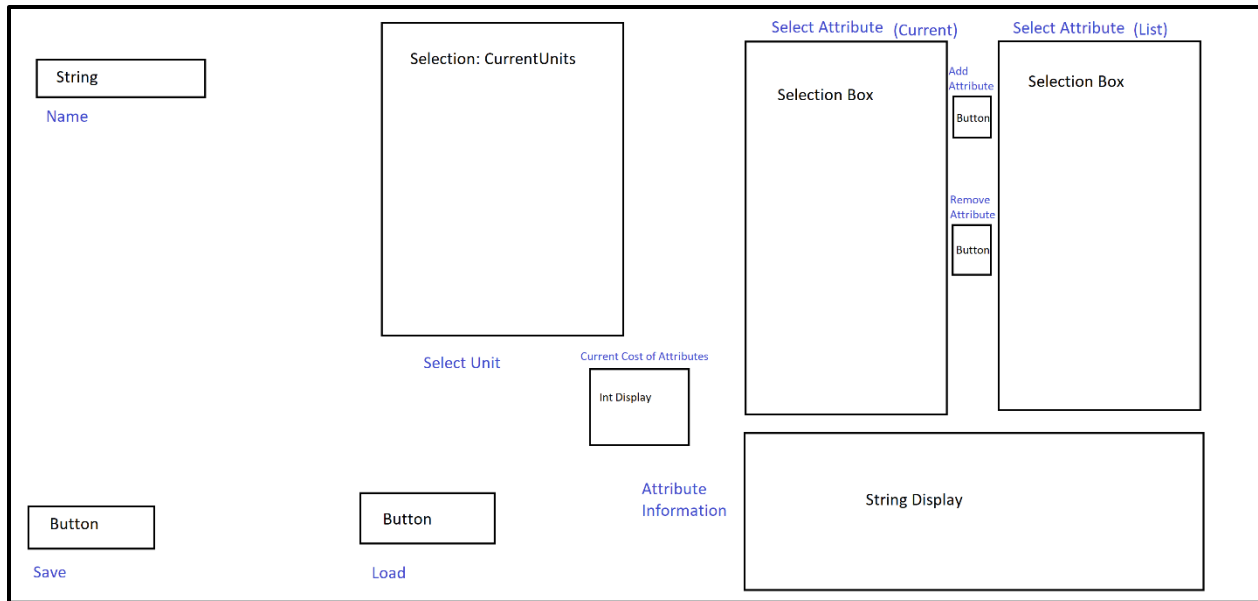 String
Name
Selection: CurrentUnits
Select Unit
Select Attribute (Current)
Selection Box
Add
Attribute
Button
Remove
Attribute
Button
Select Attribute (List)
Selection Box
Current Cost of Attributes
Int Display
Attribute
Information
String Display
Button
Save
Button
Load